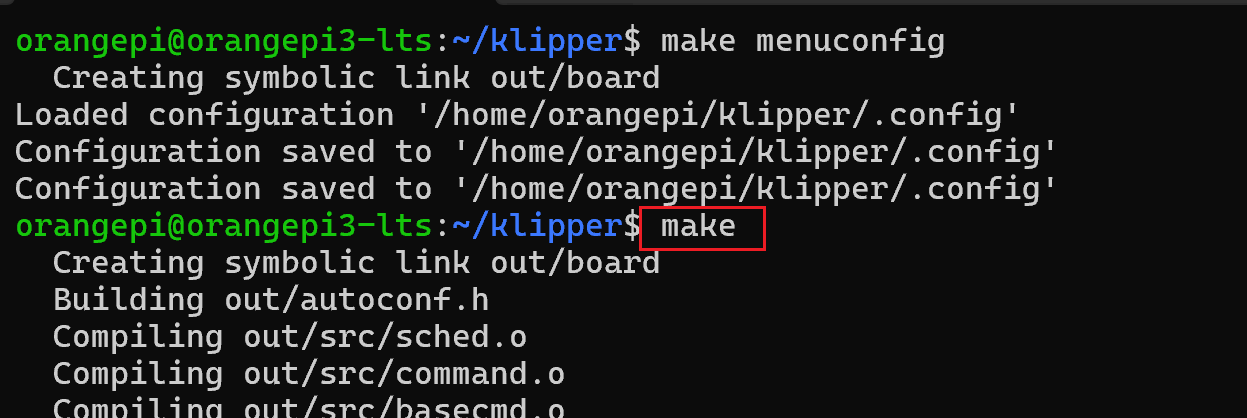 orangepi@orangepi3-lts:~/klipper$ make menuconfig
  Creating symbolic link out/board
Loaded configuration '/home/orangepi/klipper/.config'
Configuration saved to '/home/orangepi/klipper/.config'
Configuration saved to '/home/orangepi/klipper/.config'
orangepi@orangepi3-lts:~/klipper$ make
  Creating symbolic link out/board
  Building out/autoconf.h
  Compiling out/src/sched.o
  Compiling out/src/command.o
  Compiling out/src/basecmd.o